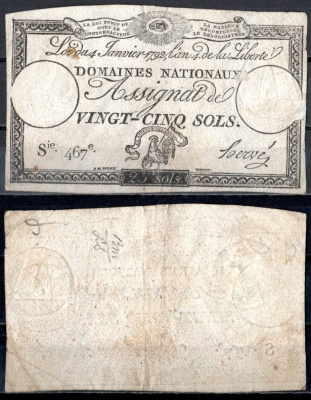 LA LOI PUNIT DE
MORT LE
CONTREFACTEUR
LA NATION
RÉCOMPENSE
LE DÉNONCIATEUR
Loi du 4 Janvier 1792, l'an 4.e de la Liberté
DOMAINES NATIONAUX
Assignat de
VINGT-CINQ SOLS.
Sie. 467e.
Hervé
25 sols.